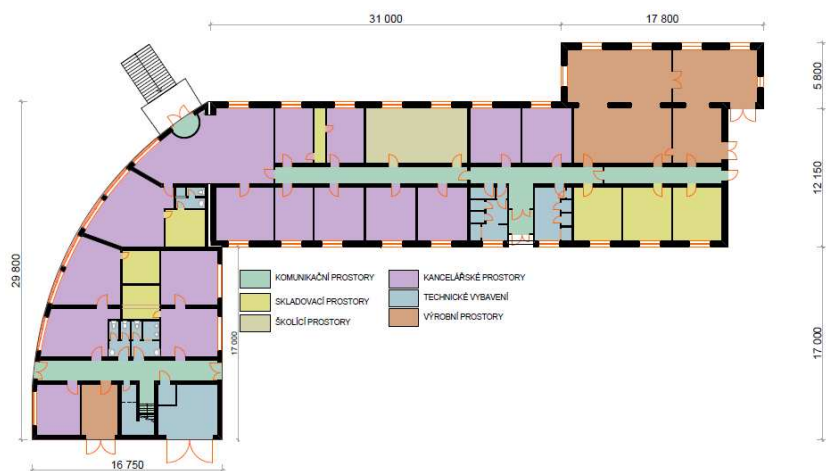 31 000
17 800
5 800
12 150
29 800
17 000
17 000
16 750
KOMUNIKAČNÍ PROSTORY
SKLADOVACÍ PROSTORY
ŠKOLÍCÍ PROSTORY
KANCELÁŘSKÉ PROSTORY
TECHNICKÉ VYBAVENÍ
VÝROBNÍ PROSTORY